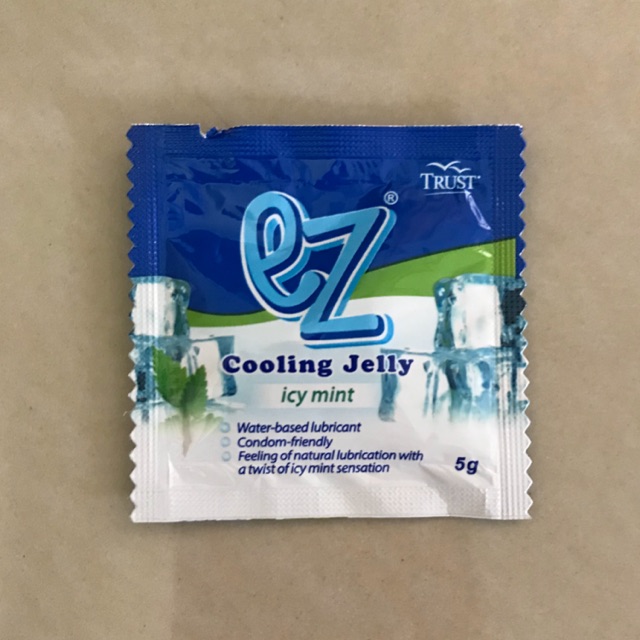 TRUST
ez®
Cooling Jelly
icy mint
Water-based lubricant
Condom-friendly
Feeling of natural lubrication with
a twist of icy mint sensation
5g